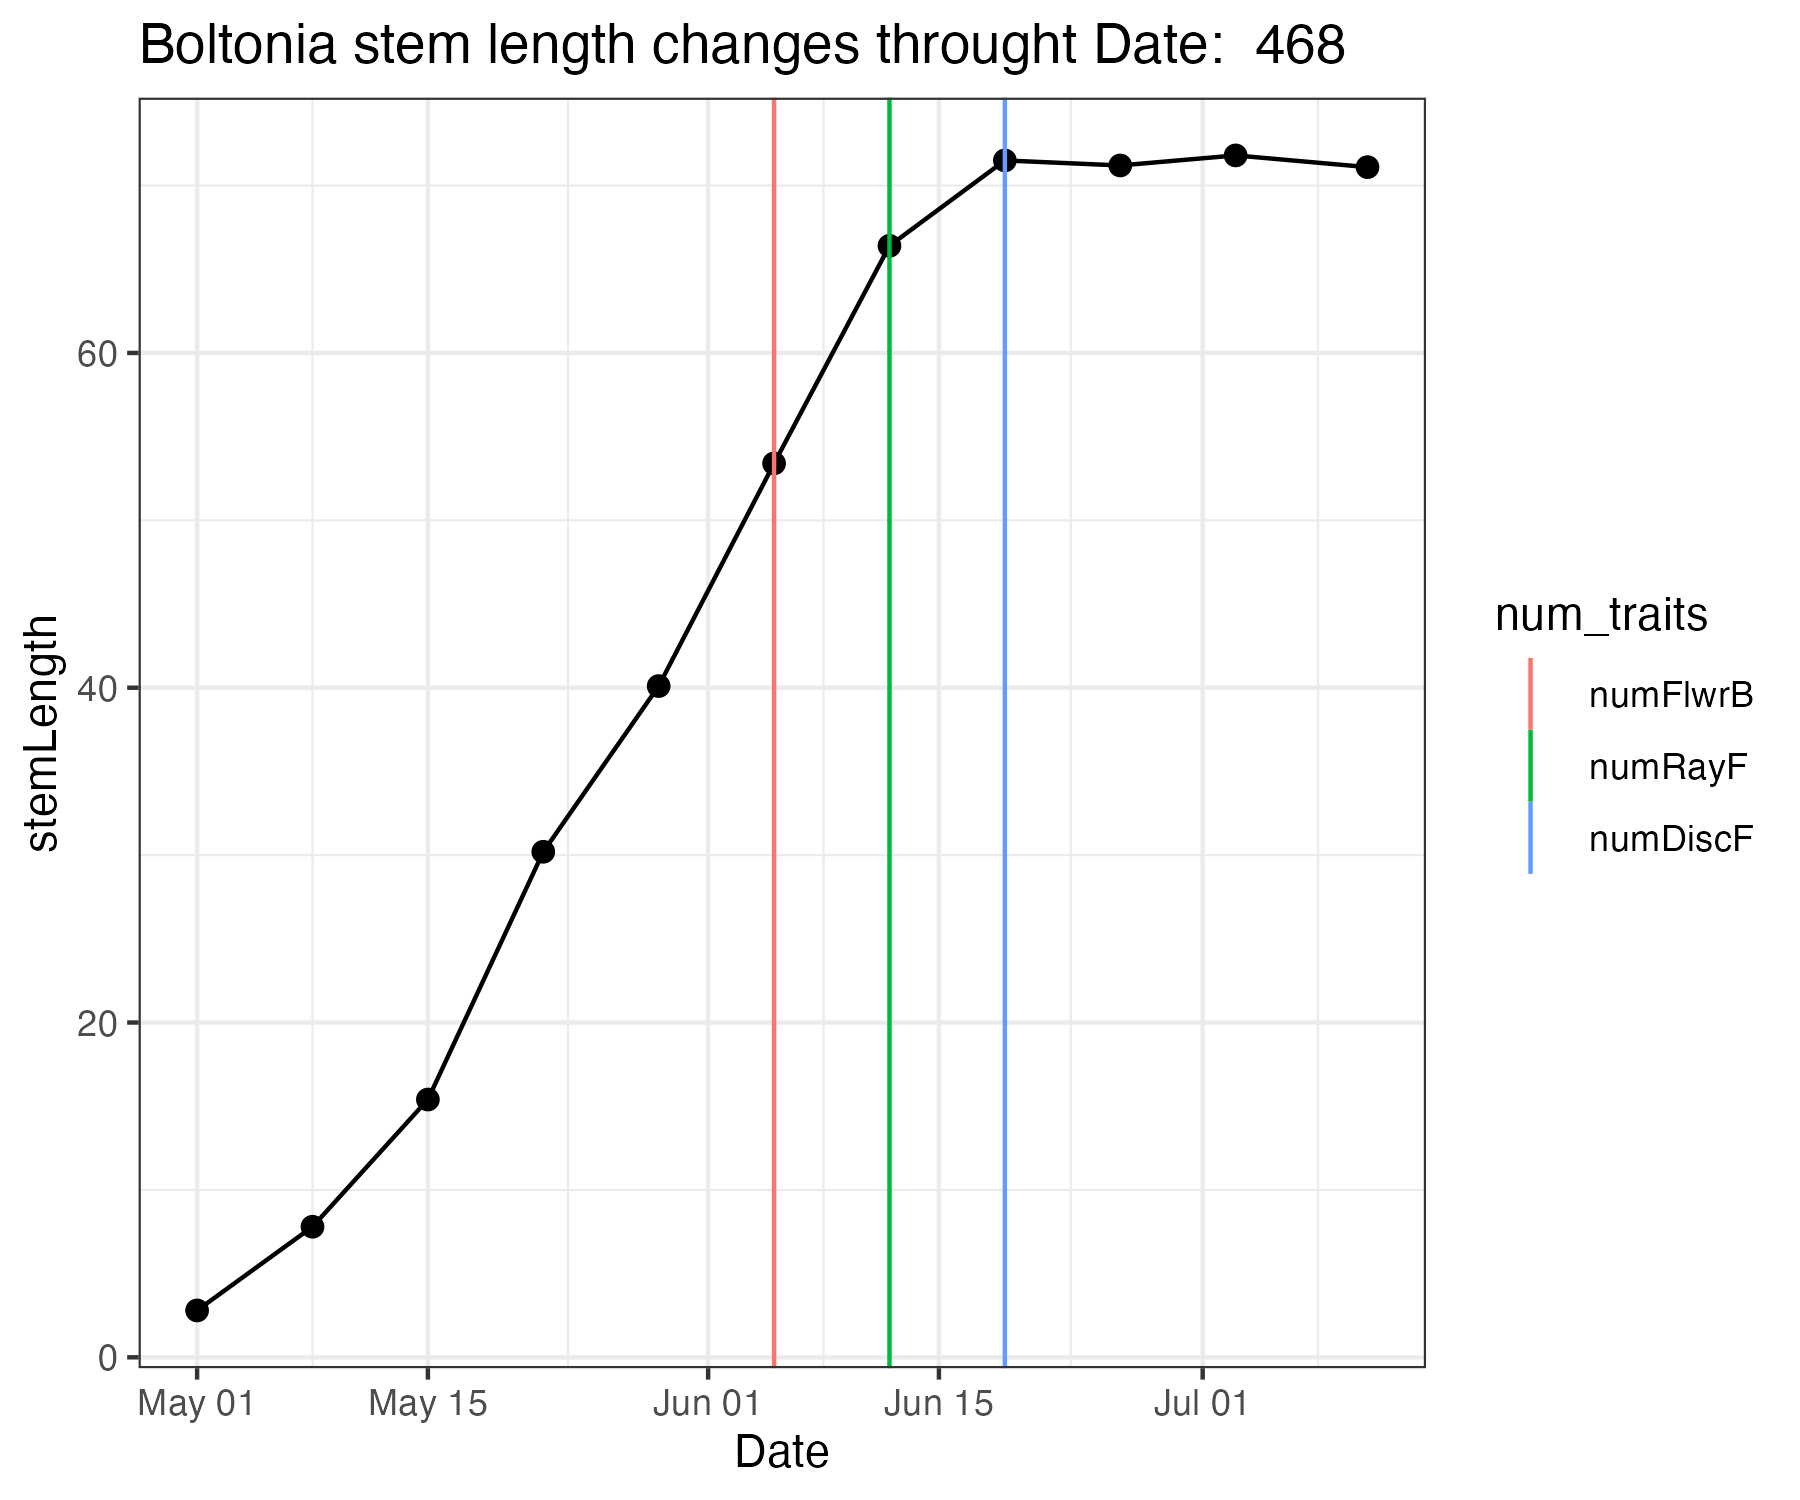 Boltonia stem length changes throught Date:  468
stemLength
60
40
20
0
May 01
May 15
Jun 01
Jun 15
Jul 01
Date
num_traits
numFlwrB
numRayF
numDiscF